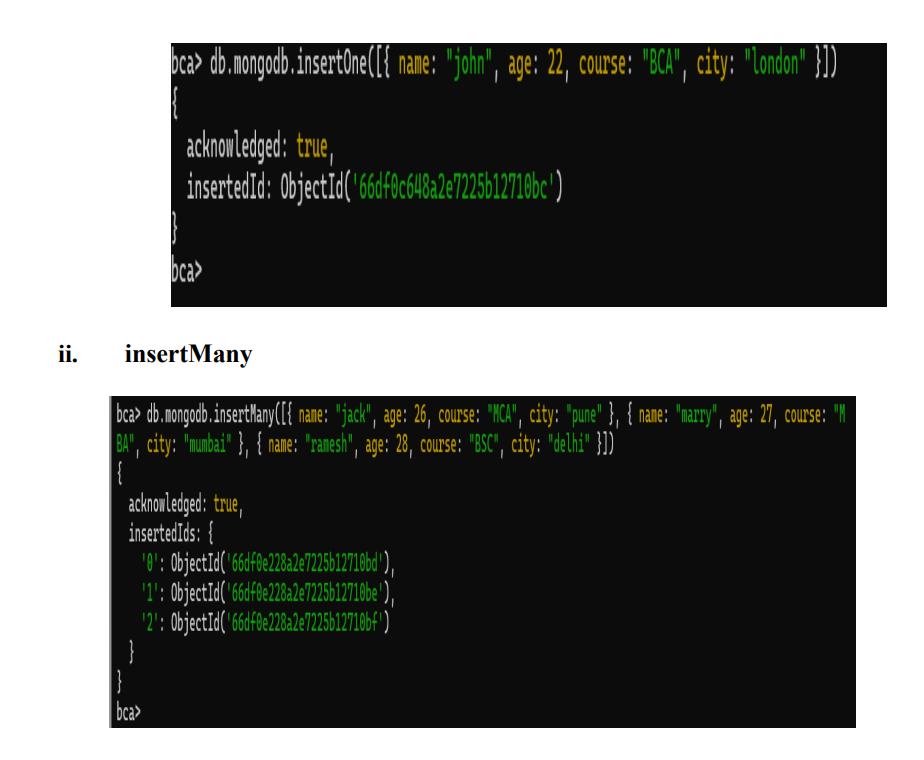 bca> db.mongodb.insertOne([{ name: "john", age: 22, course: "BCA", city: "london" }])
{
  acknowledged: true,
  insertedId: ObjectId('66df0c648a2e7225b12710bc')
}
bca>
ii. insertMany
bca> db.mongodb.insertMany([{ name: "jack", age: 26, course: "MCA", city: "pune" }, { name: "marry", age: 27, course: "M
BA", city: "mumbai" }, { name: "ramesh", age: 28, course: "BSC", city: "delhi" }])
{
  acknowledged: true,
  insertedIds: {
    '0': ObjectId('66df0e228a2e7225b12710bd'),
    '1': ObjectId('66df0e228a2e7225b12710be'),
    '2': ObjectId('66df0e228a2e7225b12710bf')
  }
}
bca>